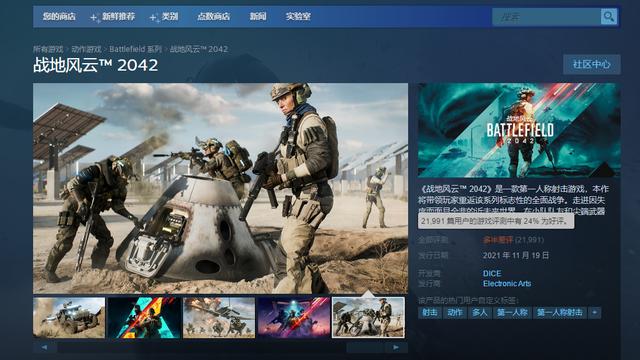 您的商店 新鲜推荐 类别 点数商店 新闻 实验室
搜索
所有游戏 > 动作游戏 > Battlefield 系列 > 战地风云™ 2042
战地风云™ 2042
社区中心
战地风云
BATTLEFIELD
2042
《战地风云™ 2042》是一款第一人称射击游戏，本作
将带领玩家重返该系列标志性的全面战争。走进因失
21,991 篇用户的游戏评测中有 24% 为好评。
全部评测: 多半差评 (21,991)
发行日期: 2021 年 11 月 19 日
开发商: DICE
发行商: Electronic Arts
该产品的热门用户自定义标签:
射击 动作 多人 第一人称 第一人称射击 +